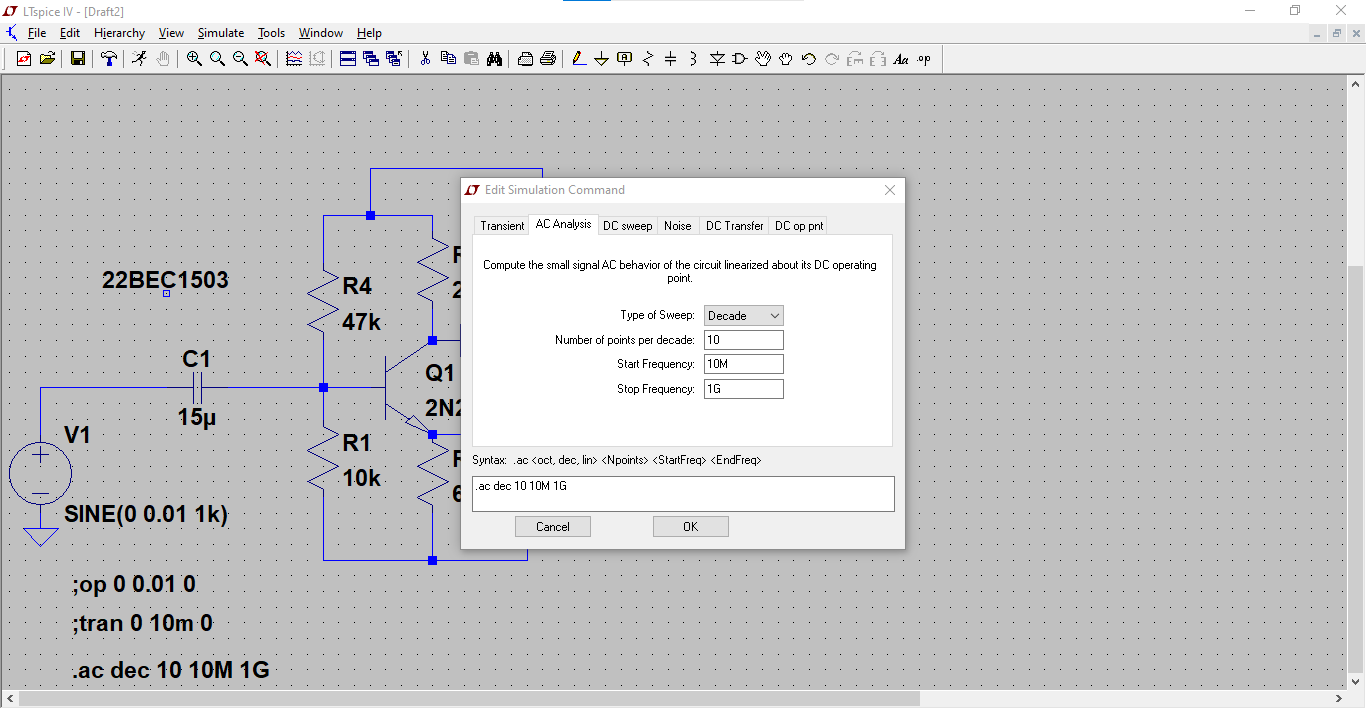 LTspice IV - [Draft2]
File Edit Hierarchy View Simulate Tools Window Help
Aa .op
Edit Simulation Command
Transient AC Analysis DC sweep Noise DC Transfer DC op pnt
Compute the small signal AC behavior of the circuit linearized about its DC operating
point.
Type of Sweep: Decade
Number of points per decade: 10
Start Frequency: 10M
Stop Frequency: 1G
Syntax: .ac <oct, dec, lin> <Npoints> <StartFreq> <EndFreq>
.ac dec 10 10M 1G
Cancel OK
22BEC1503
R4
47k
C1
15µ
Q1
V1
R1
10k
SINE(0 0.01 1k)
;op 0 0.01 0
;tran 0 10m 0
.ac dec 10 10M 1G